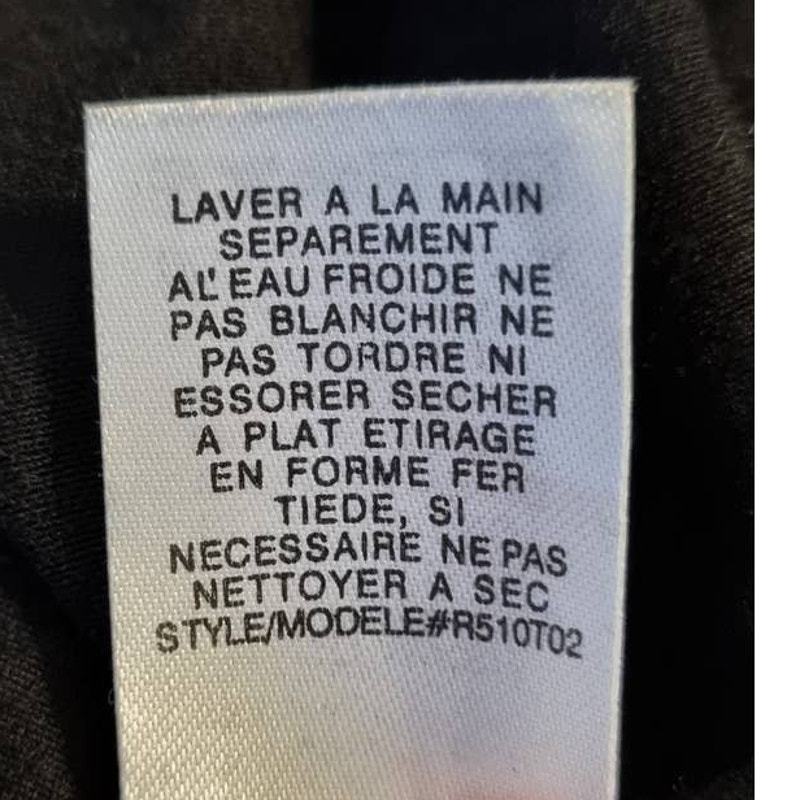 LAVER A LA MAIN
SEPAREMENT
A L'EAU FROIDE NE
PAS BLANCHIR NE
PAS TORDRE NI
ESSORER SECHER
A PLAT ETIRAGE
EN FORME FER
TIEDE, SI
NECESSAIRE NE PAS
NETTOYER A SEC
STYLE/MODELE#R510T02